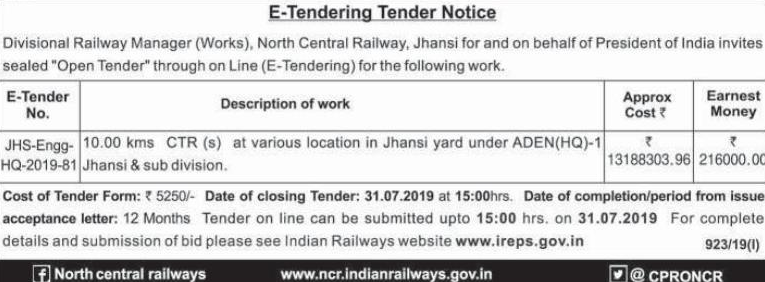 E-Tendering Tender Notice
Divisional Railway Manager (Works), North Central Railway, Jhansi for and on behalf of President of India invites
sealed "Open Tender" through on Line (E-Tendering) for the following work.
E-Tender No.
Description of work
Approx Cost ₹
Earnest Money
JHS-Engg-
HQ-2019-81
10.00 kms CTR (s) at various location in Jhansi yard under ADEN(HQ)-1
Jhansi & sub division.
₹
13188303.96
₹
216000.00
Cost of Tender Form: ₹ 5250/- Date of closing Tender: 31.07.2019 at 15:00hrs. Date of completion/period from issue
acceptance letter: 12 Months Tender on line can be submitted upto 15:00 hrs. on 31.07.2019 For complete
details and submission of bid please see Indian Railways website www.ireps.gov.in
923/19(I)
North central railways
www.ncr.indianrailways.gov.in
@ CPRONCR